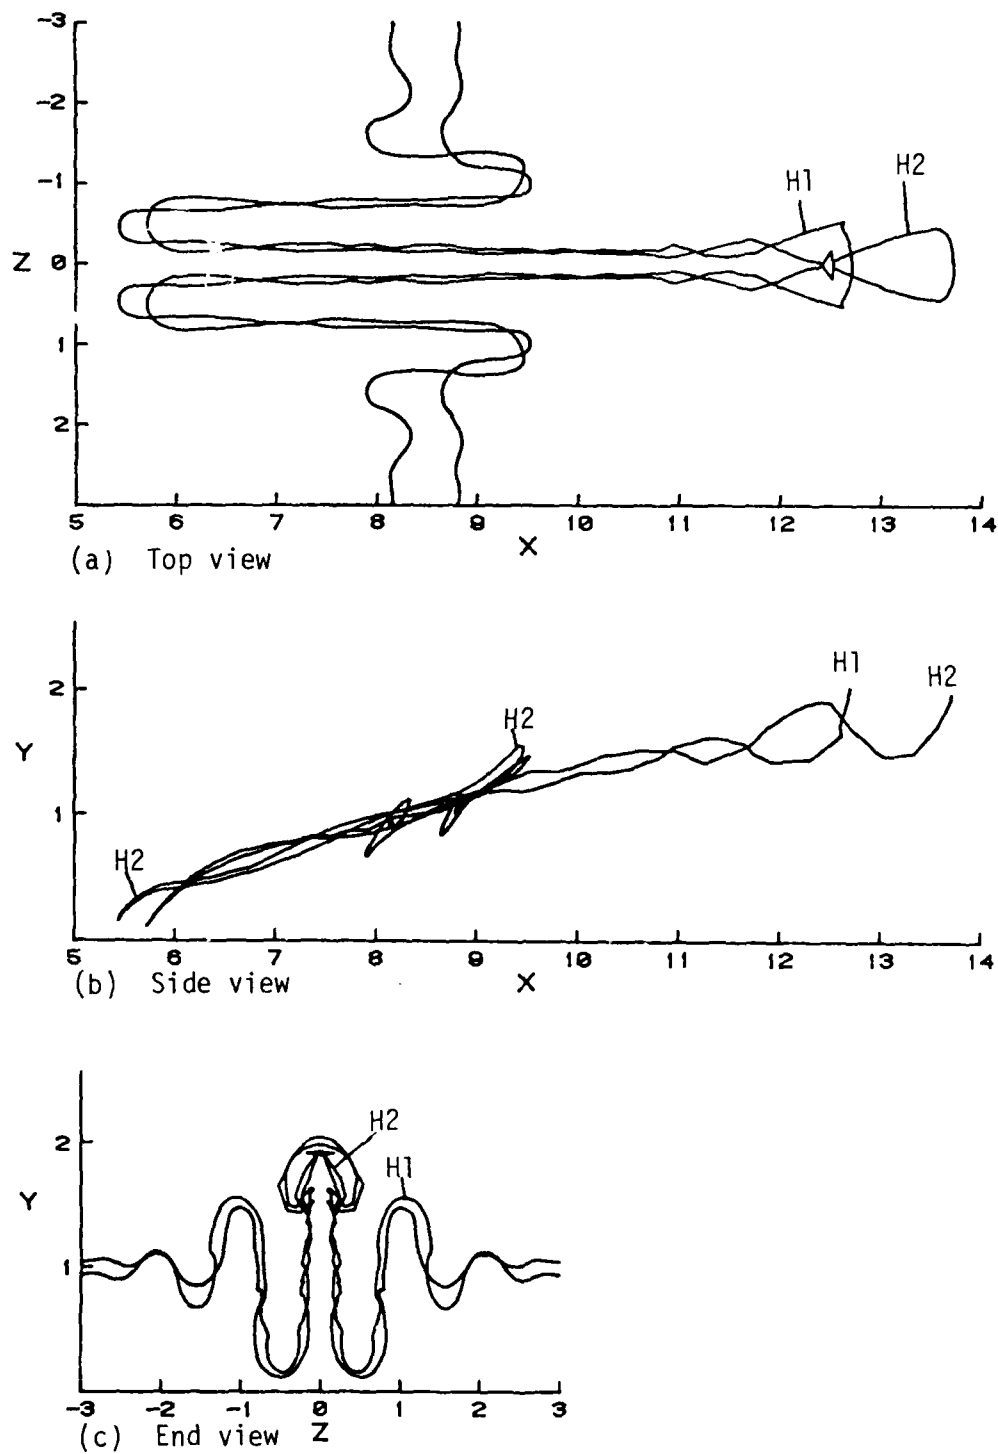 -3
-2
-1
Z 0
1
2
H1
H2
5 6 7 8 9 10 11 12 13 14
X
(a) Top view
2
Y
1
H2
H2
H1
H2
5 6 7 8 9 10 11 12 13 14
(b) Side view X
2
Y
1
H2
H1
-3 -2 -1 0 1 2 3
(c) End view Z